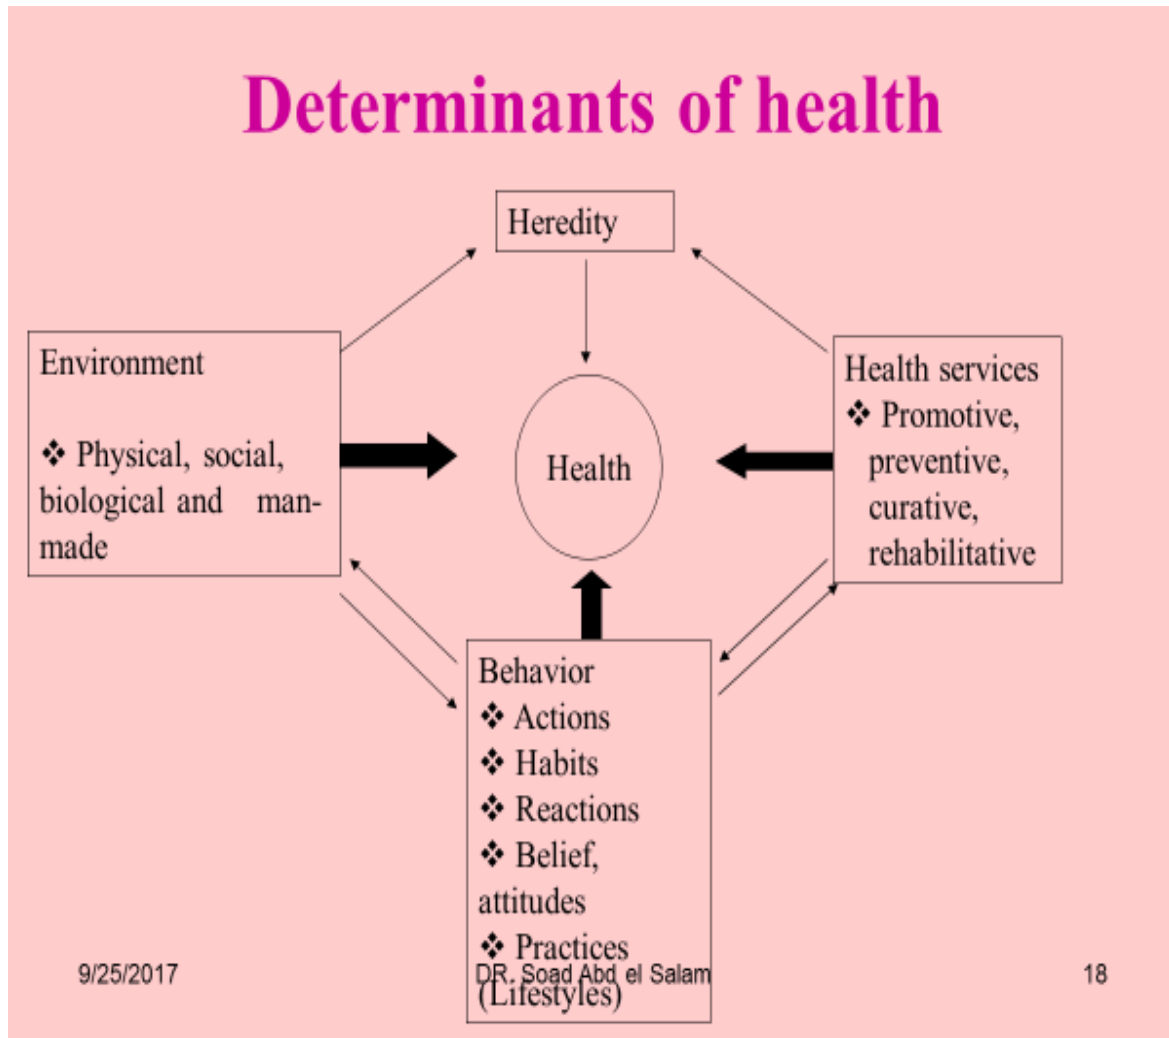 Determinants of health
Heredity
Environment
❖ Physical, social,
biological and man-
made
Health
Health services
❖ Promotive,
preventive,
curative,
rehabilitative
Behavior
❖ Actions
❖ Habits
❖ Reactions
❖ Belief,
attitudes
❖ Practices
(Lifestyles)
9/25/2017
DR. Soad Abd el Salam
18